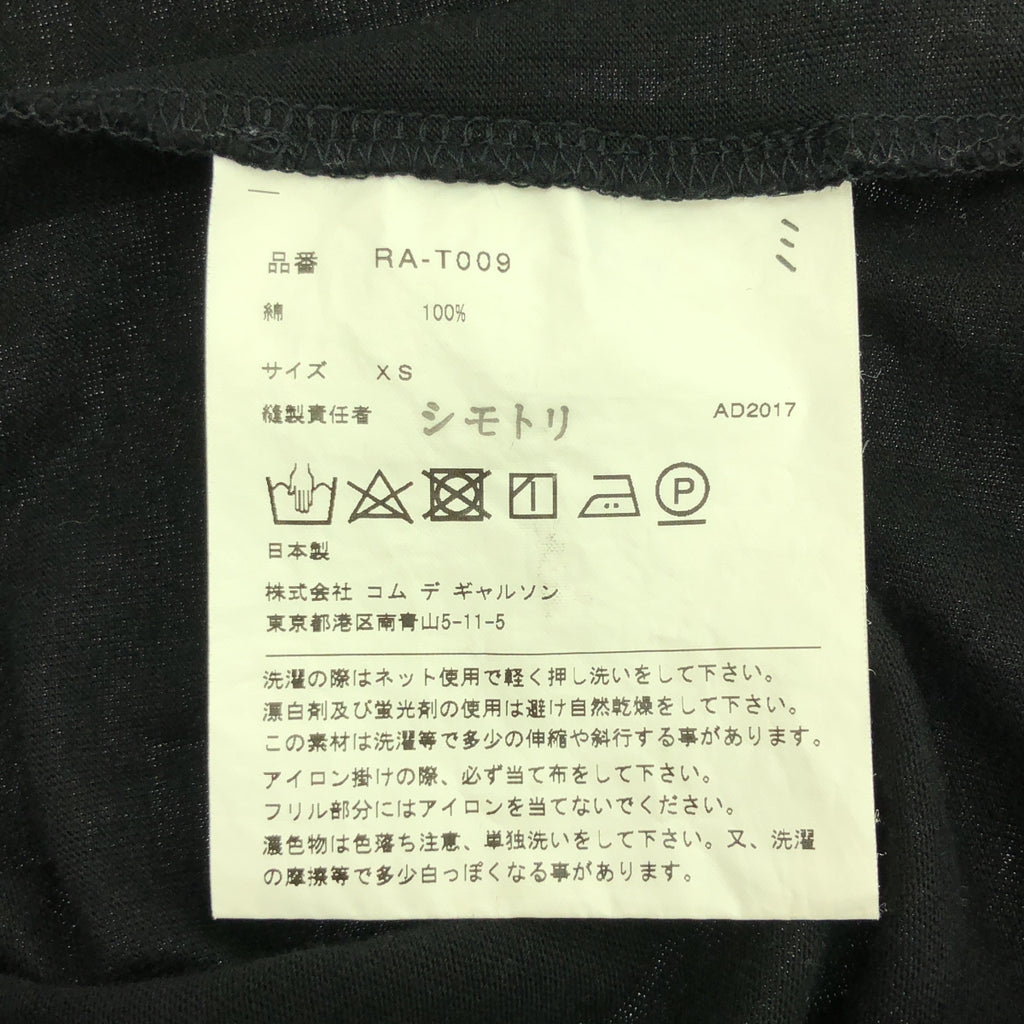 品番 RA-T009
綿 100%
サイズ XS
縫製責任者 シモトリ AD2017
P
日本製
株式会社 コム デ ギャルソン
東京都港区南青山5-11-5
洗濯の際はネット使用で軽く押し洗いをして下さい。
漂白剤及び蛍光剤の使用は避け自然乾燥をして下さい。
この素材は洗濯等で多少の伸縮や斜行する事があります。
アイロン掛けの際、必ず当て布をして下さい。
フリル部分にはアイロンを当てないでください。
濃色物は色落ち注意、単独洗いをして下さい。又、洗濯
の摩擦等で多少白っぽくなる事があります。